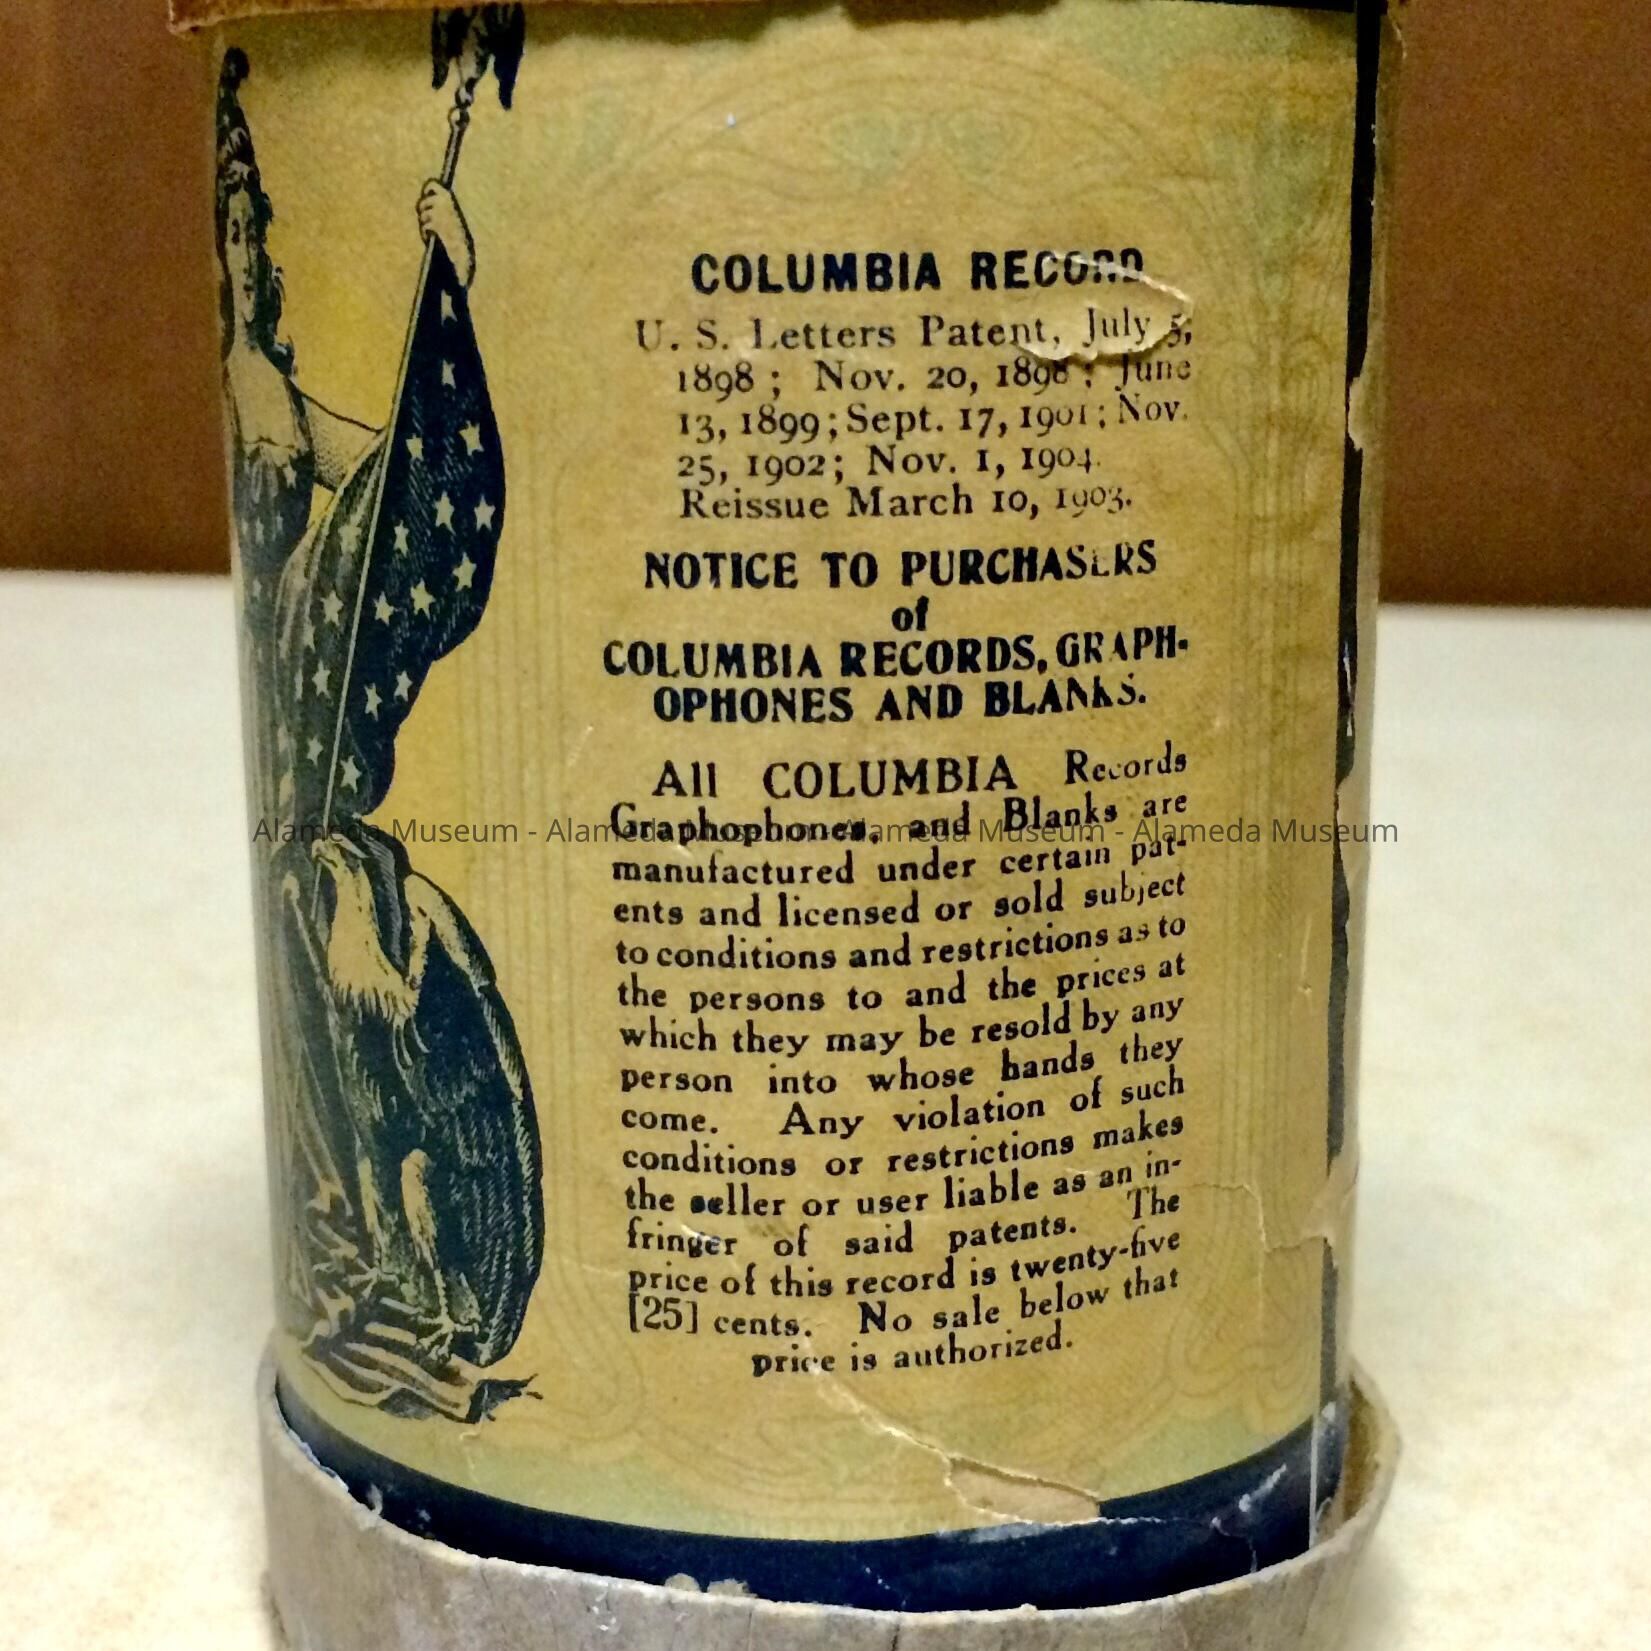 COLUMBIA RECORD
U. S. Letters Patent, July 5,
1898 ; Nov. 20, 1898 ; June
13, 1899 ; Sept. 17, 1901 ; Nov.
25, 1902 ; Nov. 1, 1904.
Reissue March 10, 1903.
NOTICE TO PURCHASERS
of
COLUMBIA RECORDS, GRAPH-
OPHONES AND BLANKS.
All COLUMBIA Records
Graphophones, and Blanks are
manufactured under certain pat-
ents and licensed or sold subject
to conditions and restrictions as to
the persons to and the prices at
which they may be resold by any
person into whose hands they
come. Any violation of such
conditions or restrictions makes
the seller or user liable as an in-
fringer of said patents. The
price of this record is twenty-five
[25] cents. No sale below that
price is authorized.
Alameda Museum - Alameda Museum - Alameda Museum - Alameda Museum